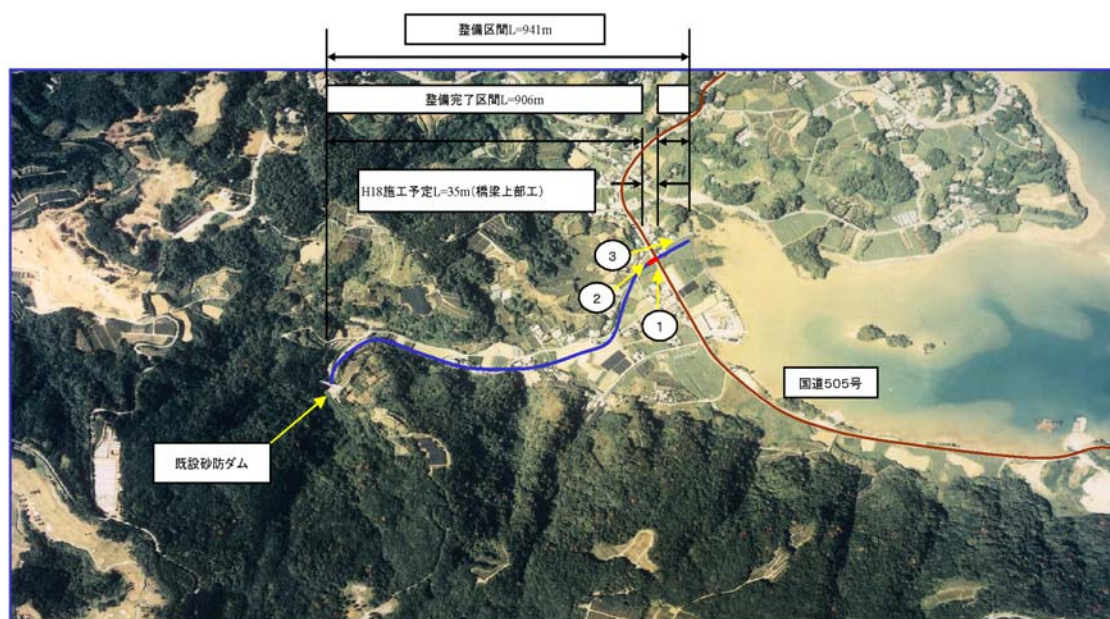 整備区間L=941m
整備完了区間L=906m
H18施工予定L=35m(橋梁上部工)
3
2
1
国道505号
既設砂防ダム